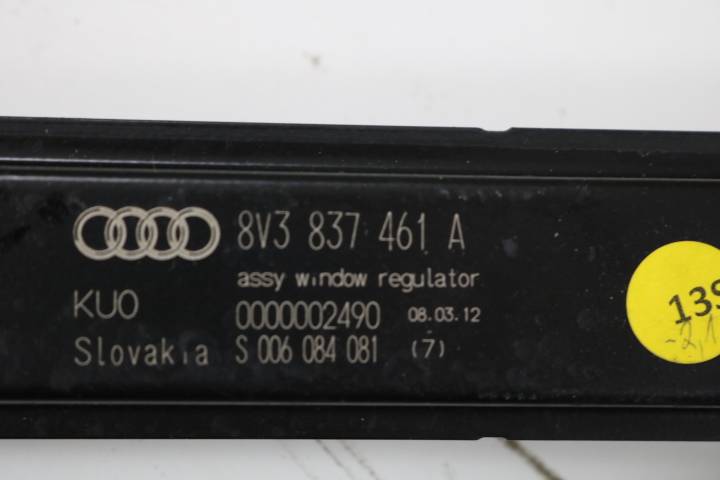 8V3 837 461 A
assy window regulator
KUO 0000002490 08.03.12
Slovakia S 006 084 081 (7)